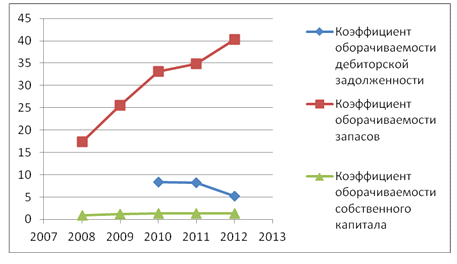 45
40
35
30
25
20
15
10
5
0
2007 2008 2009 2010 2011 2012 2013
Коэффициент
оборачиваемости
дебиторской
задолженности
Коэффициент
оборачиваемости
запасов
Коэффициент
оборачиваемости
собственного
капитала